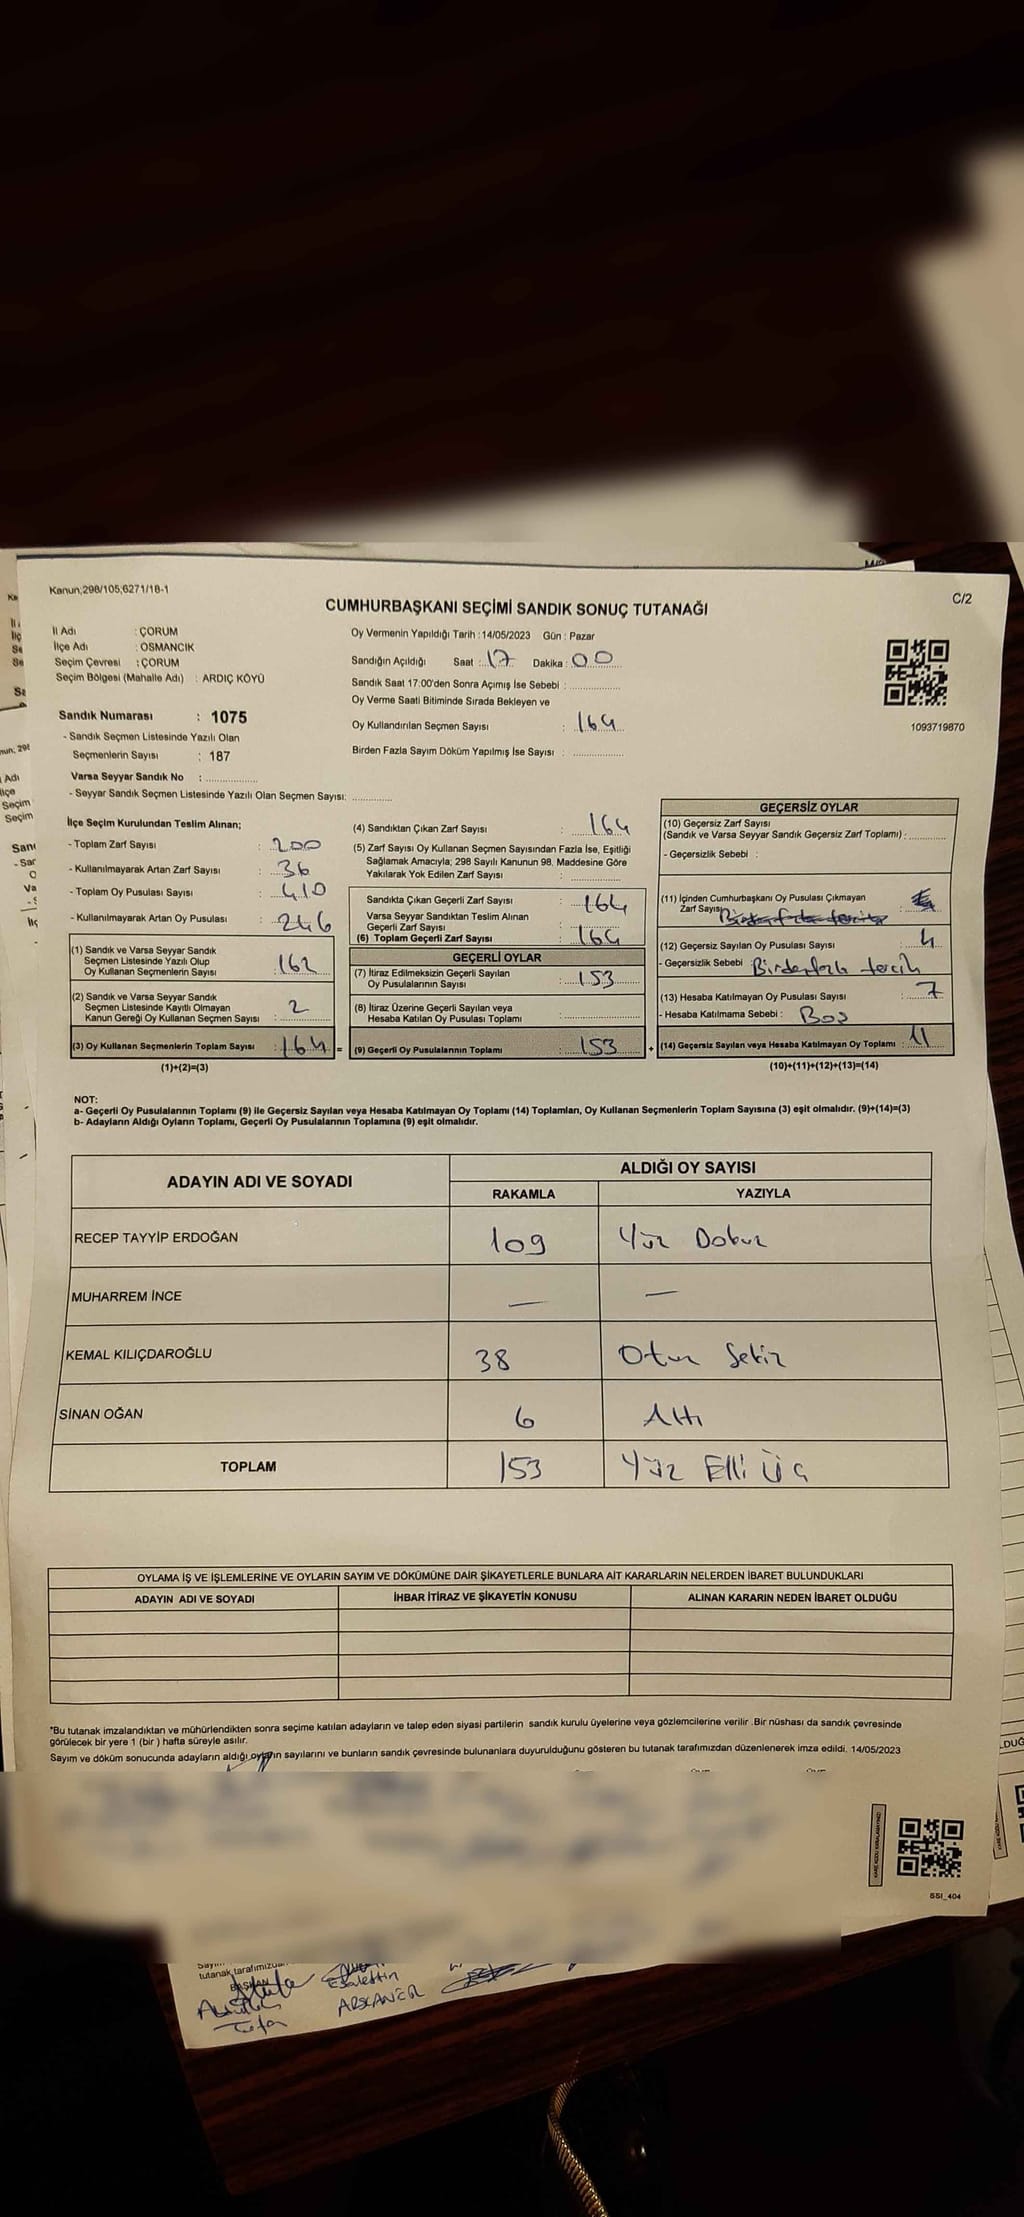 Kanun;298/105;6271/18-1
C/2
CUMHURBAŞKANI SEÇİMİ SANDIK SONUÇ TUTANAĞI
İl Adı : ÇORUM
İlçe Adı : OSMANCIK
Seçim Çevresi : ÇORUM
Seçim Bölgesi (Mahalle Adı) : ARDIÇ KÖYÜ
Sandık Numarası : 1075
- Sandık Seçmen Listesinde Yazılı Olan
Seçmenlerin Sayısı : 187
Varsa Seyyar Sandık No :
- Seyyar Sandık Seçmen Listesinde Yazılı Olan Seçmen Sayısı:
Oy Vermenin Yapıldığı Tarih : 14/05/2023 Gün : Pazar
Sandığın Açıldığı Saat : 17 Dakika : 00
Sandık Saat 17:00'den Sonra Açımış İse Sebebi :
Oy Verme Saati Bitiminde Sırada Bekleyen ve
Oy Kullandırılan Seçmen Sayısı : 164
Birden Fazla Sayım Döküm Yapılmış İse Sayısı :
1093719870
İlçe Seçim Kurulundan Teslim Alınan;
- Toplam Zarf Sayısı : 200
- Kullanılmayarak Artan Zarf Sayısı : 36
- Toplam Oy Pusulası Sayısı : 410
- Kullanılmayarak Artan Oy Pusulası : 246
(1) Sandık ve Varsa Seyyar Sandık
Seçmen Listesinde Yazılı Olup
Oy Kullanan Seçmenlerin Sayısı : 162
(2) Sandık ve Varsa Seyyar Sandık
Seçmen Listesinde Kayıtlı Olmayan
Kanun Gereği Oy Kullanan Seçmen Sayısı : 2
(3) Oy Kullanan Seçmenlerin Toplam Sayısı : 164 =
(1)+(2)=(3)
(4) Sandıktan Çıkan Zarf Sayısı : 164
(5) Zarf Sayısı Oy Kullanan Seçmen Sayısından Fazla İse, Eşitliği
Sağlamak Amacıyla; 298 Sayılı Kanunun 98. Maddesine Göre
Yakılarak Yok Edilen Zarf Sayısı :
Sandıkta Çıkan Geçerli Zarf Sayısı : 164
Varsa Seyyar Sandıktan Teslim Alınan
Geçerli Zarf Sayısı :
(6) Toplam Geçerli Zarf Sayısı : 164
GEÇERLİ OYLAR
(7) İtiraz Edilmeksizin Geçerli Sayılan
Oy Pusulalarının Sayısı : 153
(8) İtiraz Üzerine Geçerli Sayılan veya
Hesaba Katılan Oy Pusulası Toplamı :
(9) Geçerli Oy Pusulalarının Toplamı : 153 +
GEÇERSİZ OYLAR
(10) Geçersiz Zarf Sayısı
(Sandık ve Varsa Seyyar Sandık Geçersiz Zarf Toplamı) :
- Geçersizlik Sebebi :
(11) İçinden Cumhurbaşkanı Oy Pusulası Çıkmayan
Zarf Sayısı
(12) Geçersiz Sayılan Oy Pusulası Sayısı : 4
- Geçersizlik Sebebi : Birdenfazla tercih
(13) Hesaba Katılmayan Oy Pusulası Sayısı : 7
- Hesaba Katılmama Sebebi : Boş
(14) Geçersiz Sayılan veya Hesaba Katılmayan Oy Toplamı : 11
(10)+(11)+(12)+(13)=(14)
NOT:
a- Geçerli Oy Pusulalarının Toplamı (9) ile Geçersiz Sayılan veya Hesaba Katılmayan Oy Toplamı (14) Toplamları, Oy Kullanan Seçmenlerin Toplam Sayısına (3) eşit olmalıdır. (9)+(14)=(3)
b- Adayların Aldığı Oyların Toplamı, Geçerli Oy Pusulalarının Toplamına (9) eşit olmalıdır.
ADAYIN ADI VE SOYADI
ALDIĞI OY SAYISI
RAKAMLA YAZIYLA
RECEP TAYYİP ERDOĞAN 109 Yüz Dokuz
MUHARREM İNCE — —
KEMAL KILIÇDAROĞLU 38 Otuz Sekiz
SİNAN OĞAN 6 Altı
TOPLAM 153 Yüz Elli Üç
OYLAMA İŞ VE İŞLEMLERİNE VE OYLARIN SAYIM VE DÖKÜMÜNE DAİR ŞİKAYETLERLE BUNLARA AİT KARARLARIN NELERDEN İBARET BULUNDUKLARI
ADAYIN ADI VE SOYADI İHBAR İTİRAZ VE ŞİKAYETİN KONUSU ALINAN KARARIN NEDEN İBARET OLDUĞU
*Bu tutanak imzalandıktan ve mühürlendikten sonra seçime katılan adayların ve talep eden siyasi partilerin sandık kurulu üyelerine veya gözlemcilerine verilir .Bir nüshası da sandık çevresinde
görülecek bir yere 1 (bir ) hafta süreyle asılır.
Sayım ve döküm sonucunda adayların aldığı oyların sayılarını ve bunların sandık çevresinde bulunanlara duyurulduğunu gösteren bu tutanak tarafımızdan düzenlenerek imza edildi. 14/05/2023
SSI_404
tutanak tarafımızdan
BAŞKAN